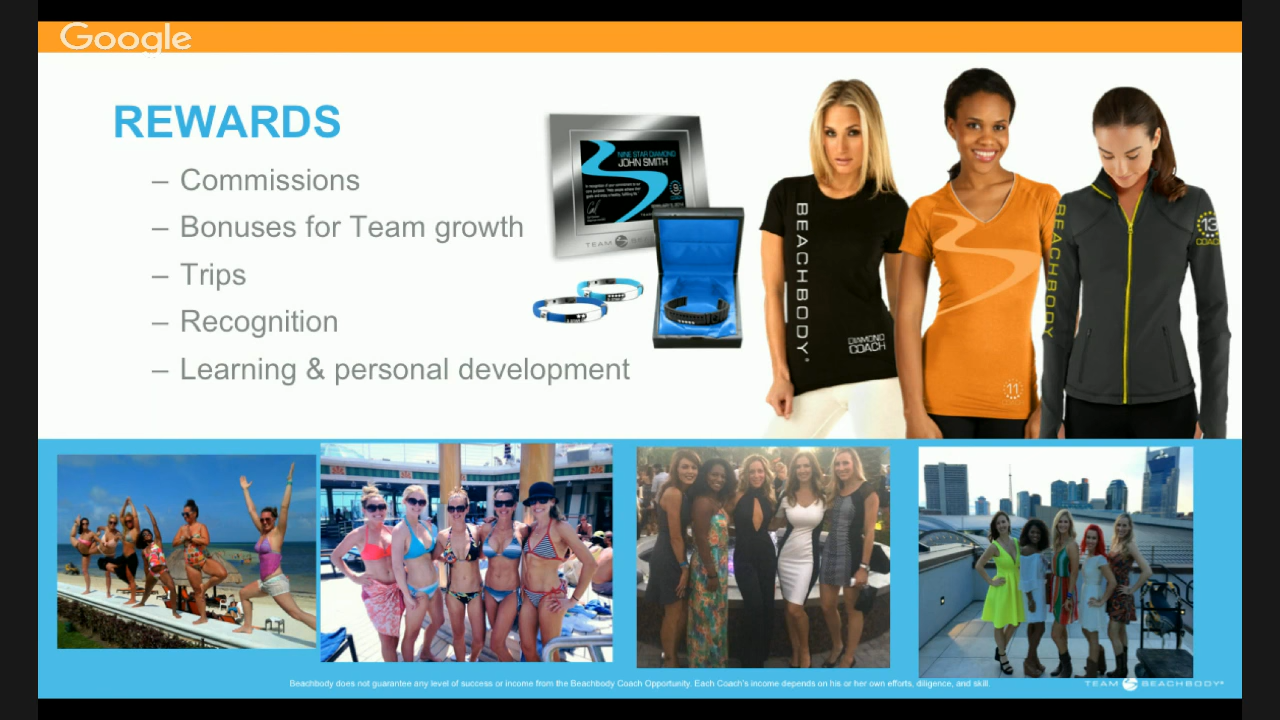 Google
REWARDS
– Commissions
– Bonuses for Team growth
– Trips
– Recognition
– Learning & personal development
NINE STAR DIAMOND
JOHN SMITH
TEAM
BEACHBODY®
DIAMOND
COACH
11
BEACHBODY
13
COACH
Beachbody does not guarantee any level of success or income from the Beachbody Coach Opportunity. Each Coach's income depends on his or her own efforts, diligence, and skill.
TEAM BEACHBODY®